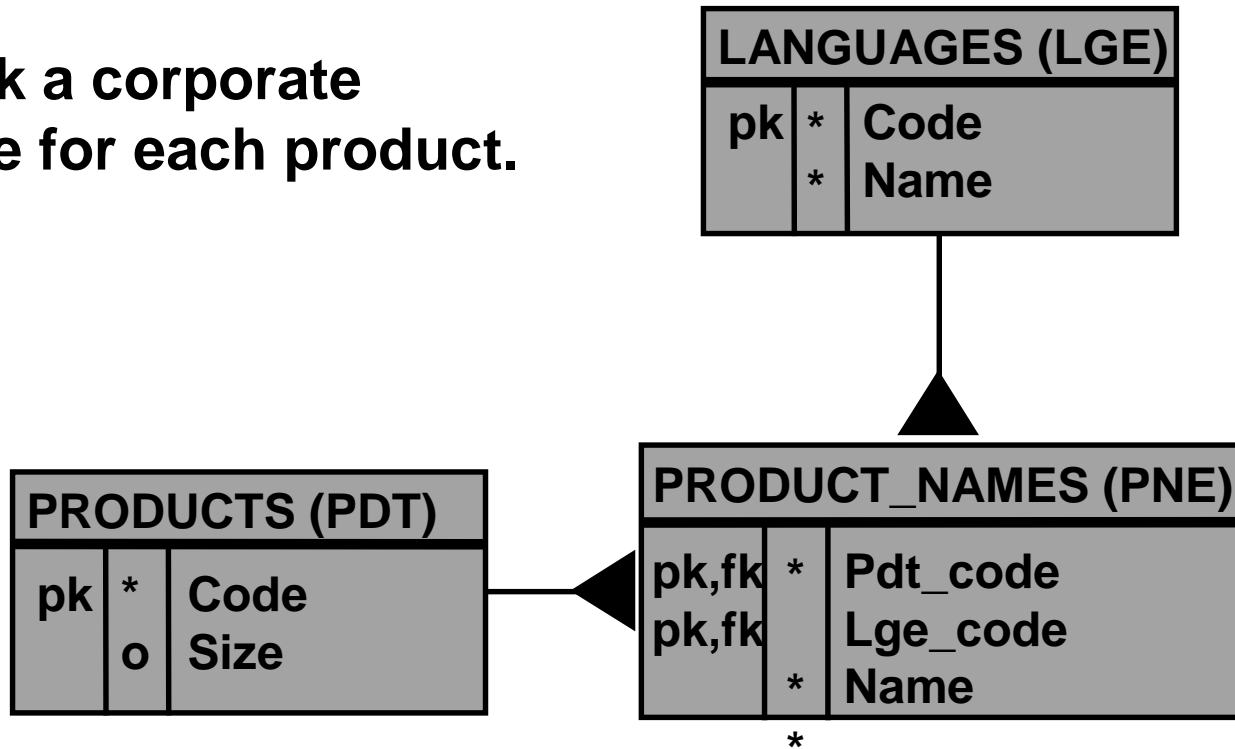 a corporate
for each product.
LANGUAGES (LGE)
pk * Code
* Name
PRODUCTS (PDT)
pk * Code
o Size
PRODUCT_NAMES (PNE)
pk,fk * Pdt_code
pk,fk Lge_code
* Name
*